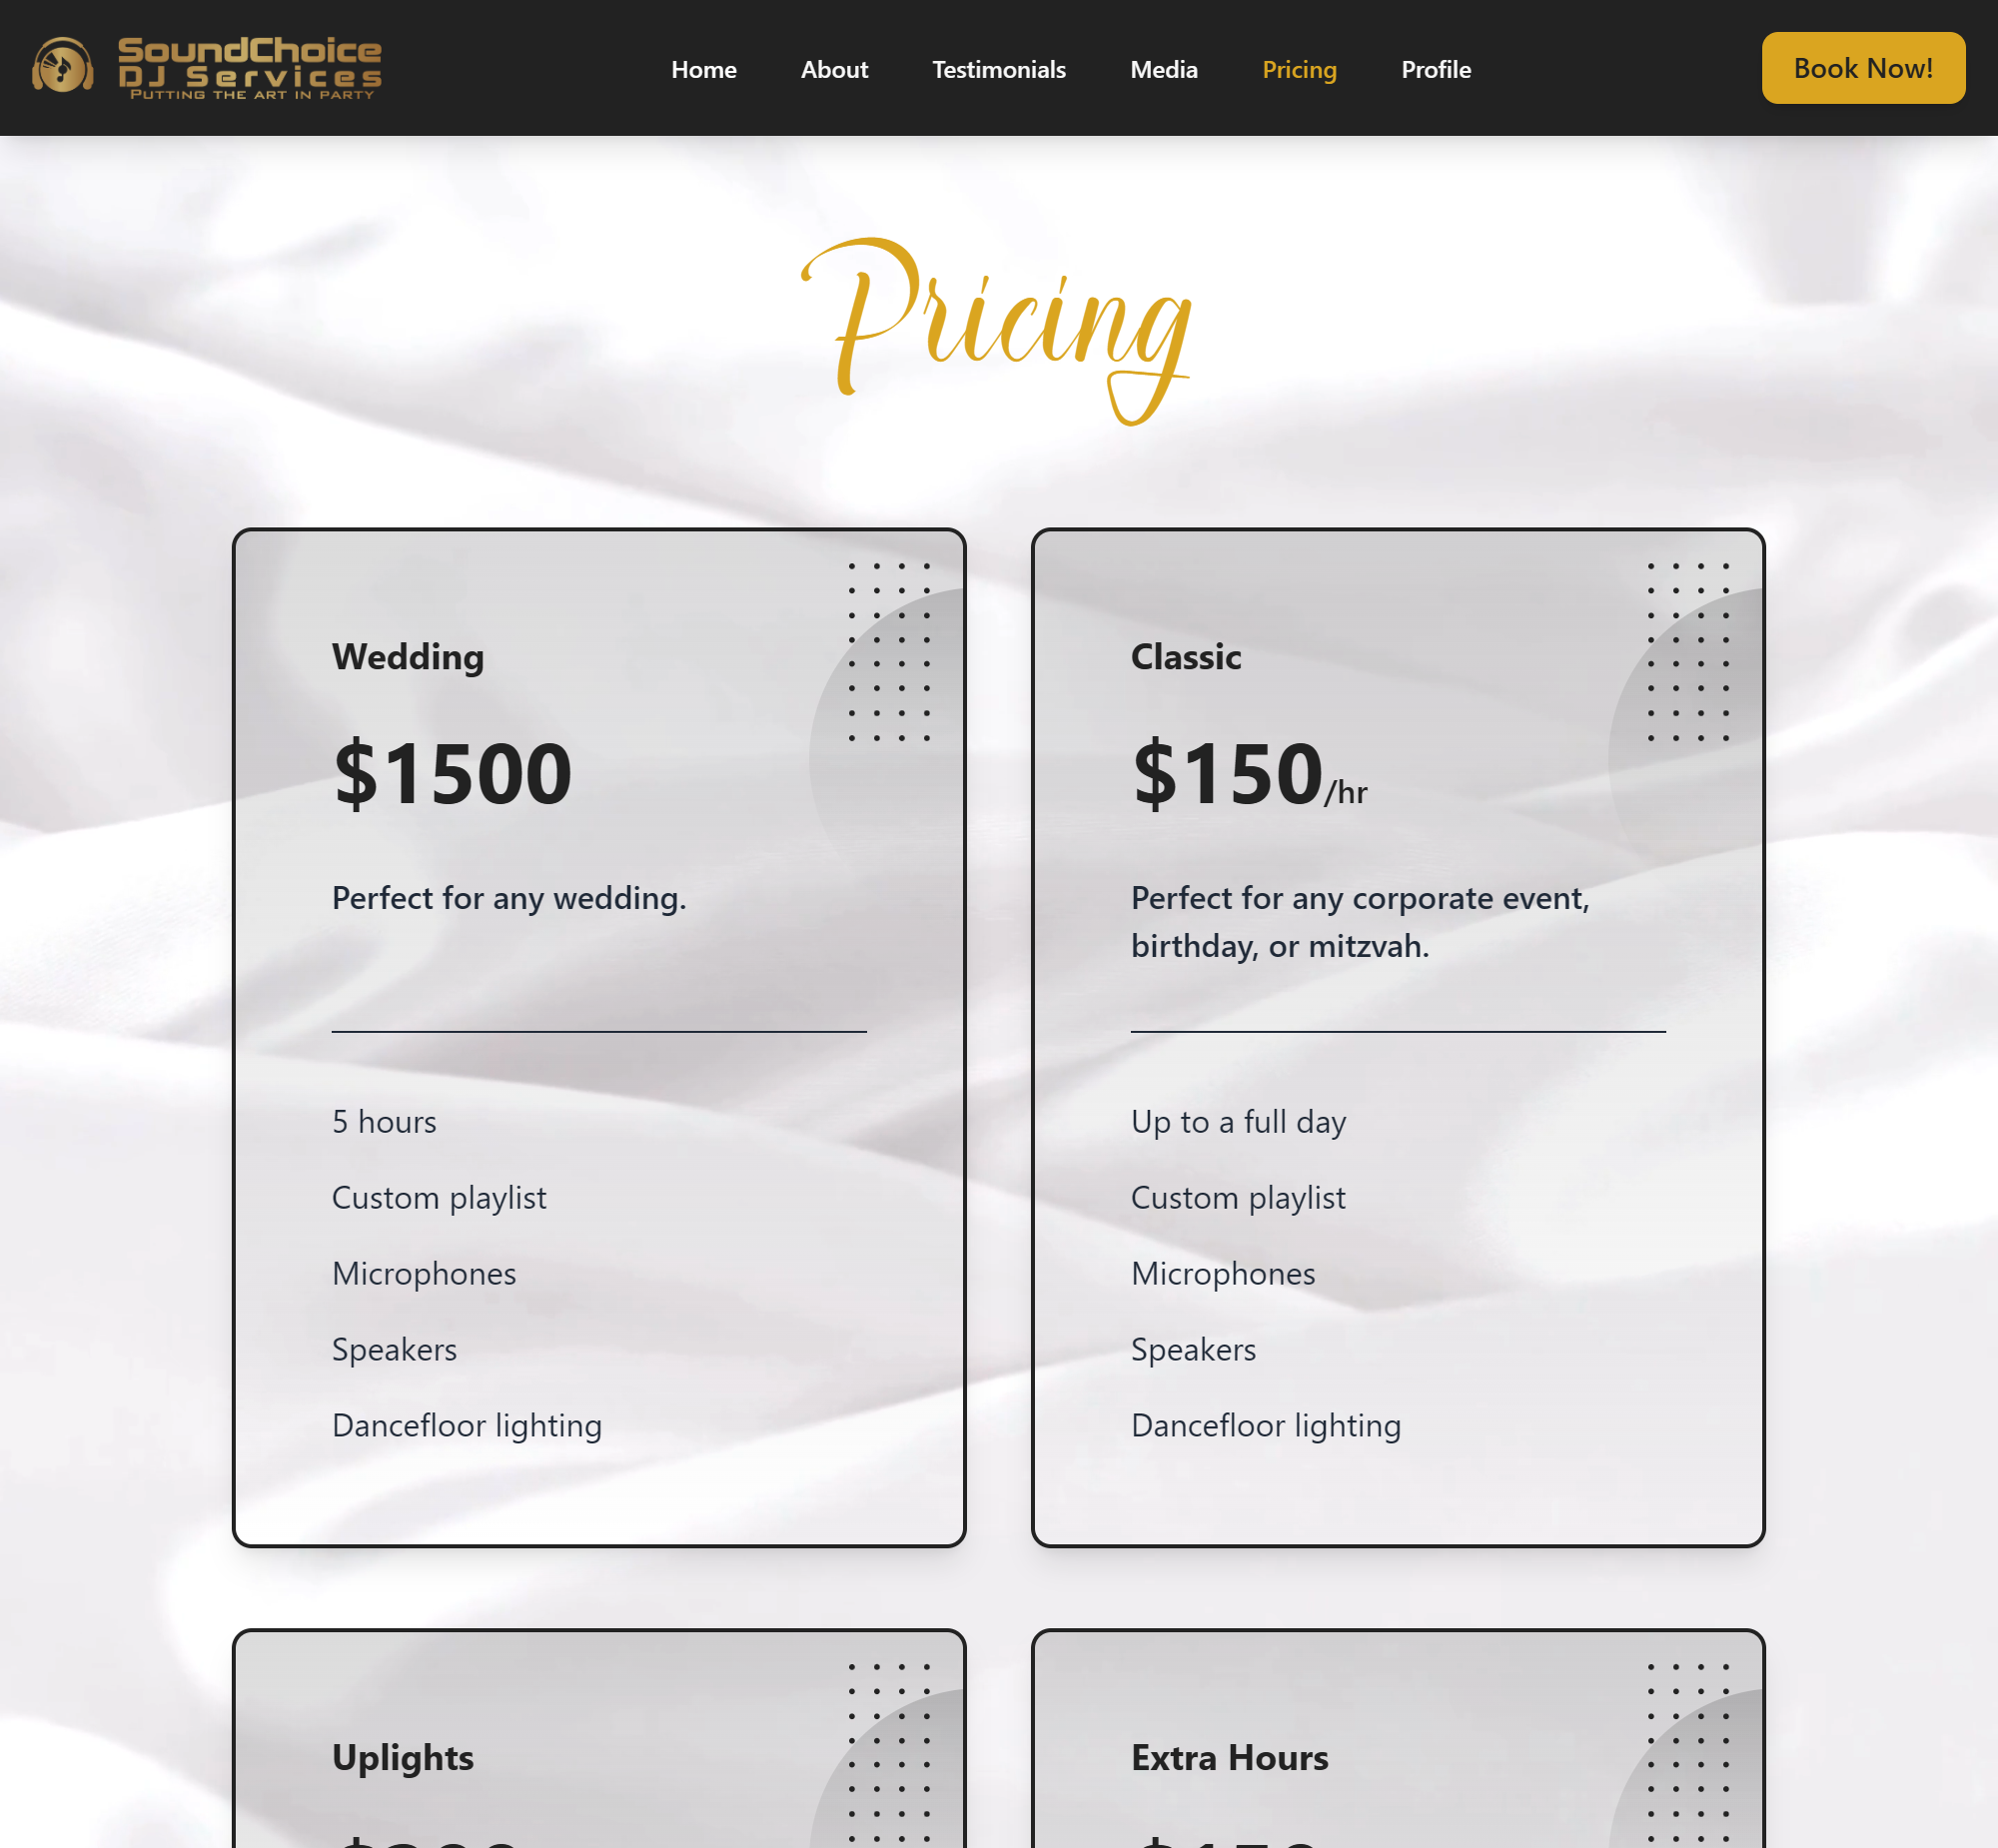 SoundChoice
DJ Services
PUTTING THE ART IN PARTY
Home About Testimonials Media Pricing Profile
Book Now!
Pricing
Wedding
$1500
Perfect for any wedding.
5 hours
Custom playlist
Microphones
Speakers
Dancefloor lighting
Classic
$150/hr
Perfect for any corporate event,
birthday, or mitzvah.
Up to a full day
Custom playlist
Microphones
Speakers
Dancefloor lighting
Uplights
Extra Hours